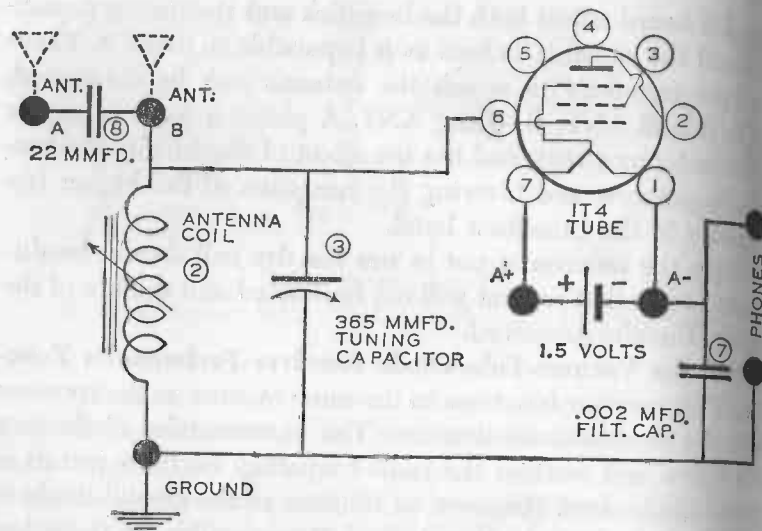 4
5
3
ANT.
ANT.
8
A
B
6
2
22 MMFD.
7
1
1T4
TUBE
ANTENNA
COIL
2
3
A+
+
A-
PHONES
365 MMFD.
TUNING
CAPACITOR
1.5 VOLTS
7
.002 MFD.
FILT. CAP.
GROUND